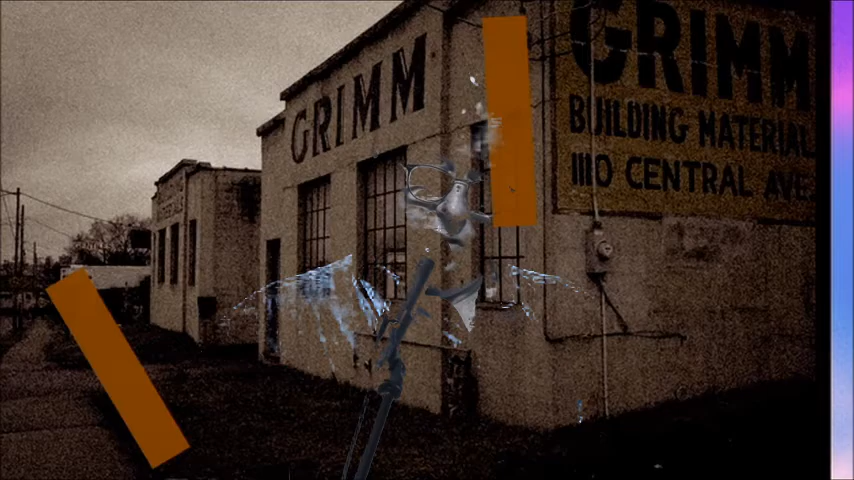 GRIMM
GRIMM
BUILDING MATERIAL
1110 CENTRAL AVE.